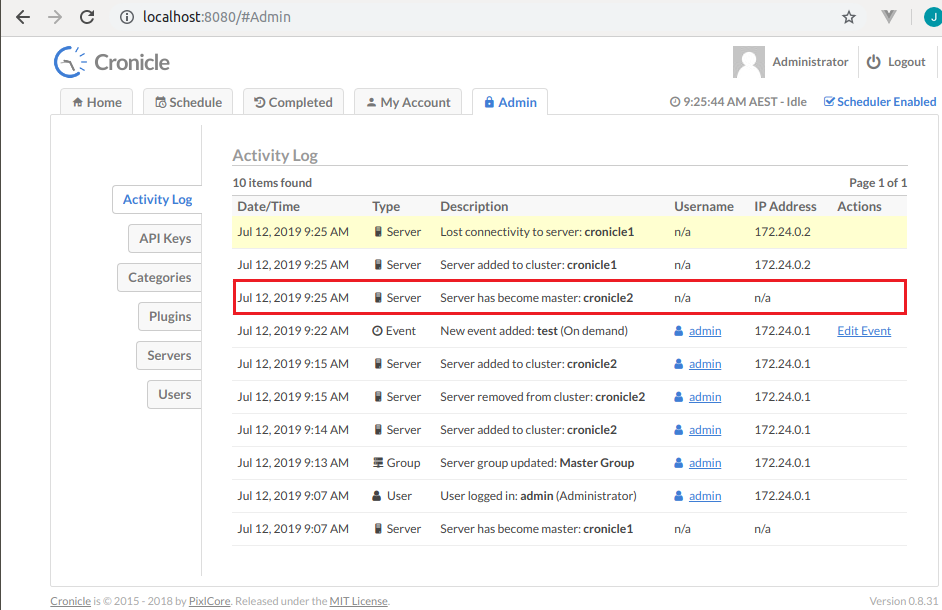 localhost:8080/#Admin
J
Cronicle
Administrator
Logout
Home Schedule Completed My Account Admin 9:25:44 AM AEST - Idle Scheduler Enabled
Activity Log
API Keys
Categories
Plugins
Servers
Users
Activity Log
10 items found Page 1 of 1
Date/Time Type Description Username IP Address Actions
Jul 12, 2019 9:25 AM Server Lost connectivity to server: cronicle1 n/a 172.24.0.2
Jul 12, 2019 9:25 AM Server Server added to cluster: cronicle1 n/a 172.24.0.2
Jul 12, 2019 9:25 AM Server Server has become master: cronicle2 n/a n/a
Jul 12, 2019 9:22 AM Event New event added: test (On demand) admin 172.24.0.1 Edit Event
Jul 12, 2019 9:15 AM Server Server added to cluster: cronicle2 admin 172.24.0.1
Jul 12, 2019 9:15 AM Server Server removed from cluster: cronicle2 admin 172.24.0.1
Jul 12, 2019 9:14 AM Server Server added to cluster: cronicle2 admin 172.24.0.1
Jul 12, 2019 9:13 AM Group Server group updated: Master Group admin 172.24.0.1
Jul 12, 2019 9:07 AM User User logged in: admin (Administrator) admin 172.24.0.1
Jul 12, 2019 9:07 AM Server Server has become master: cronicle1 n/a n/a
Cronicle is © 2015 - 2018 by PixlCore. Released under the MIT License. Version 0.8.31